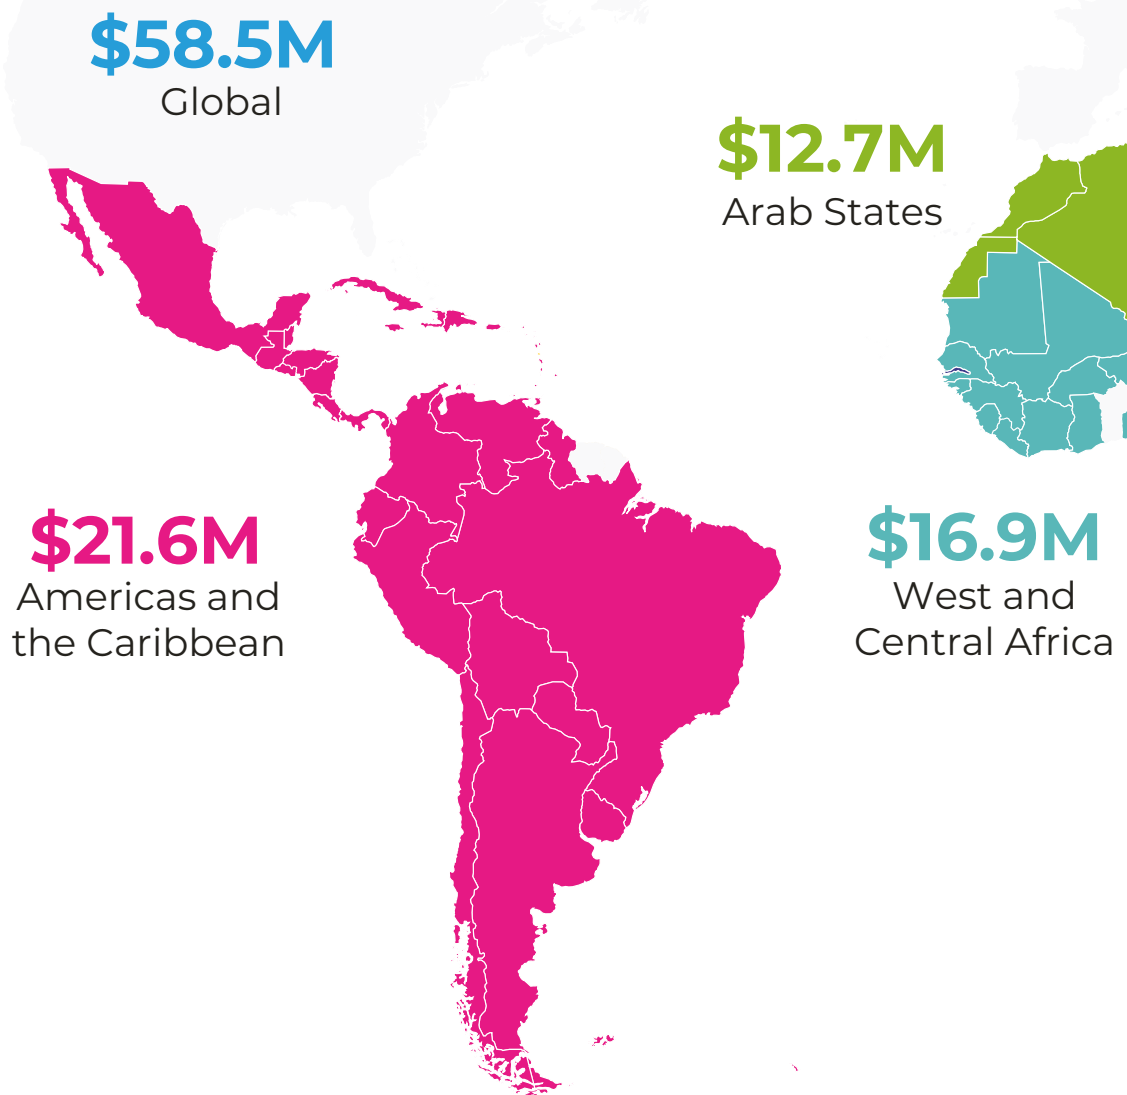 $58.5M
Global
$12.7M
Arab States
$21.6M
Americas and
the Caribbean
$16.9M
West and
Central Africa